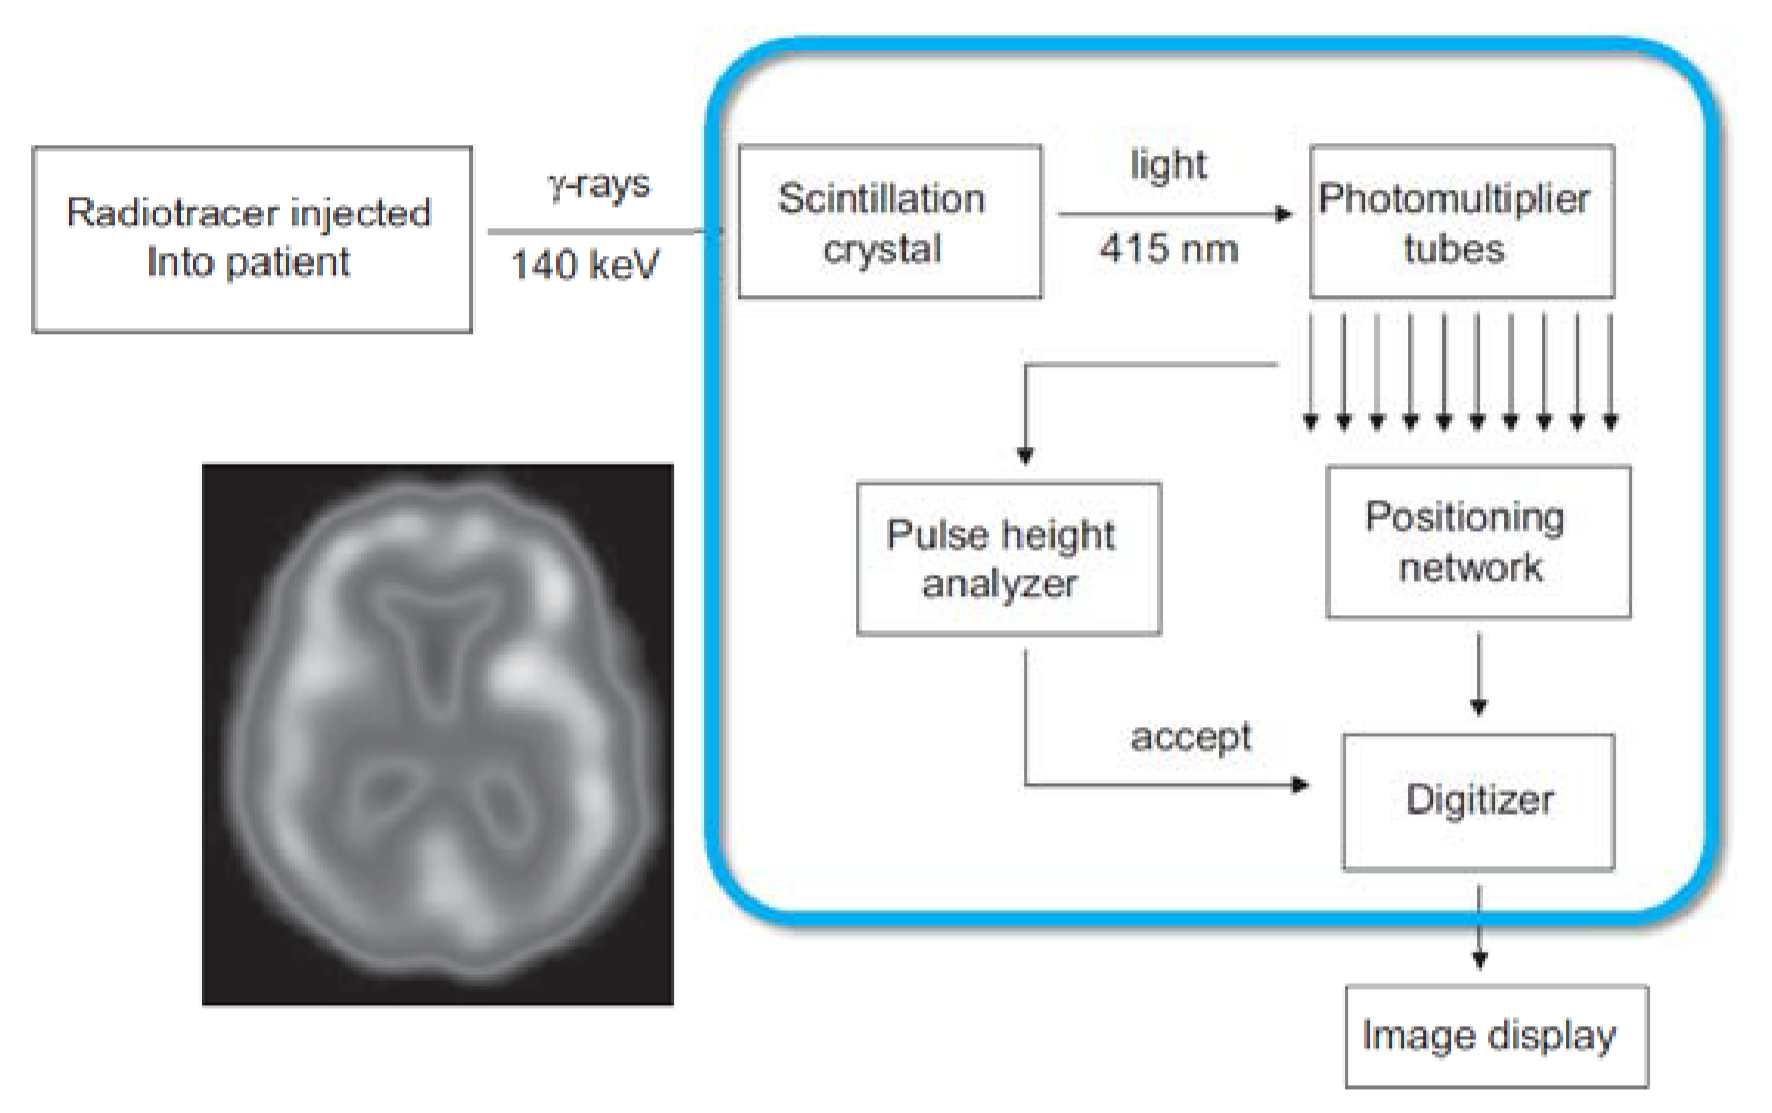 Radiotracer injected
Into patient
γ-rays
140 keV
Scintillation
crystal
light
415 nm
Photomultiplier
tubes
Pulse height
analyzer
Positioning
network
accept
Digitizer
Image display